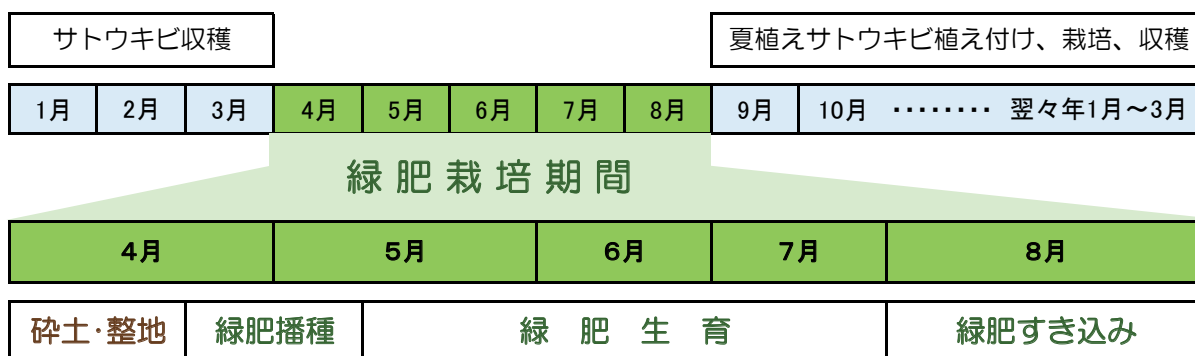 サトウキビ収穫 夏植えサトウキビ植え付け、栽培、収穫
1月 2月 3月 4月 5月 6月 7月 8月 9月 10月 ‥‥‥‥ 翌々年1月～3月
緑肥栽培期間
4月 5月 6月 7月 8月
砕土・整地 緑肥播種 緑肥生育 緑肥すき込み